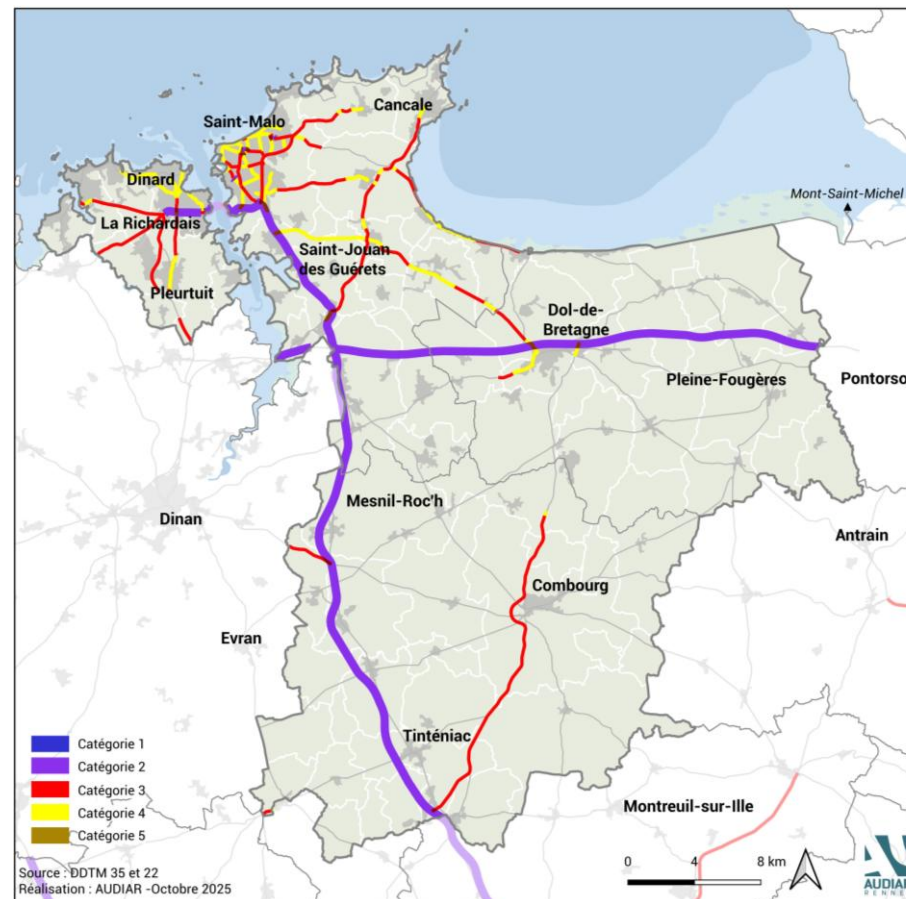 Cancale
Saint-Malo
Dinard
Mont-Saint-Michel
La Richardais
Saint-Jouan
des Guérets
Pleurtuit
Dol-de-
Bretagne
Pleine-Fougères
Pontorso
Mesnil-Roc'h
Dinan
Antrain
Combourg
Evran
Tinténiac
Catégorie 1
Catégorie 2
Catégorie 3
Catégorie 4
Catégorie 5
Montreuil-sur-Ille
0 4 8 km
Source : DDTM 35 et 22
Réalisation : AUDIAR -Octobre 2025
AUDIAR
RENNE